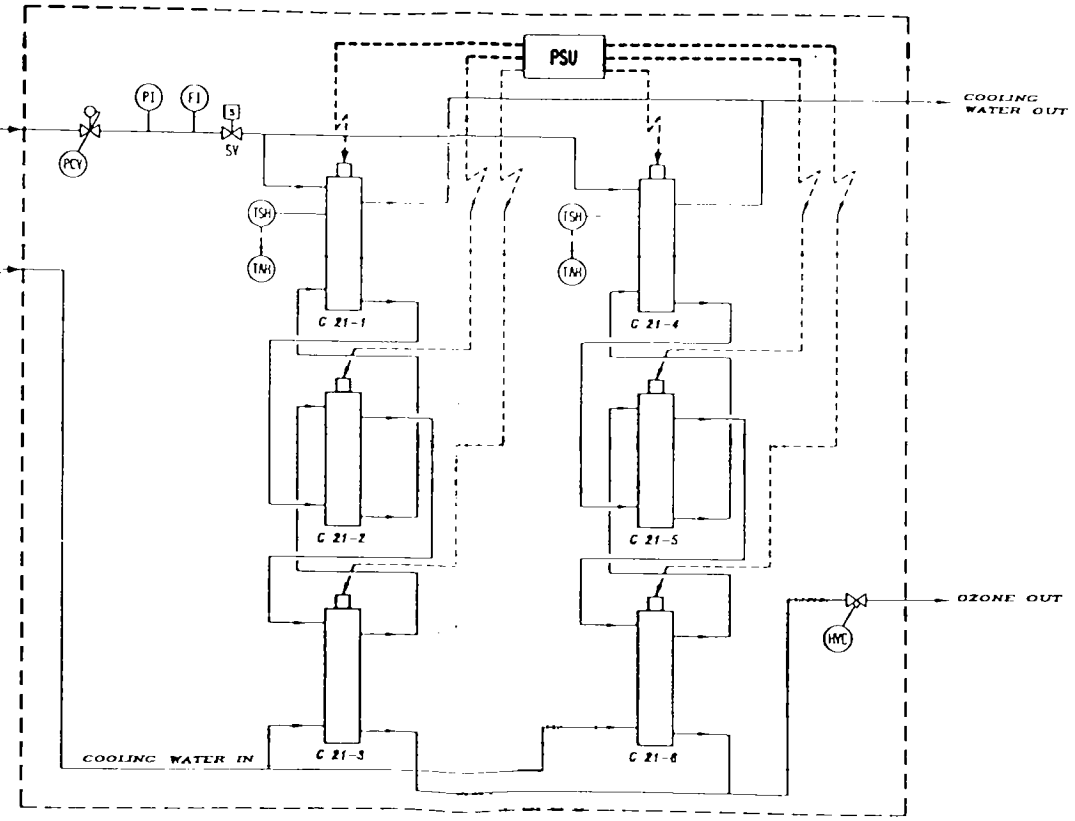 PSU
COOLING
WATER OUT
PI
FI
S
PCV
SV
TSH
TSH
TAH
TAH
C 21-1
C 21-4
C 21-2
C 21-5
OZONE OUT
HYC
C 21-3
C 21-6
COOLING WATER IN